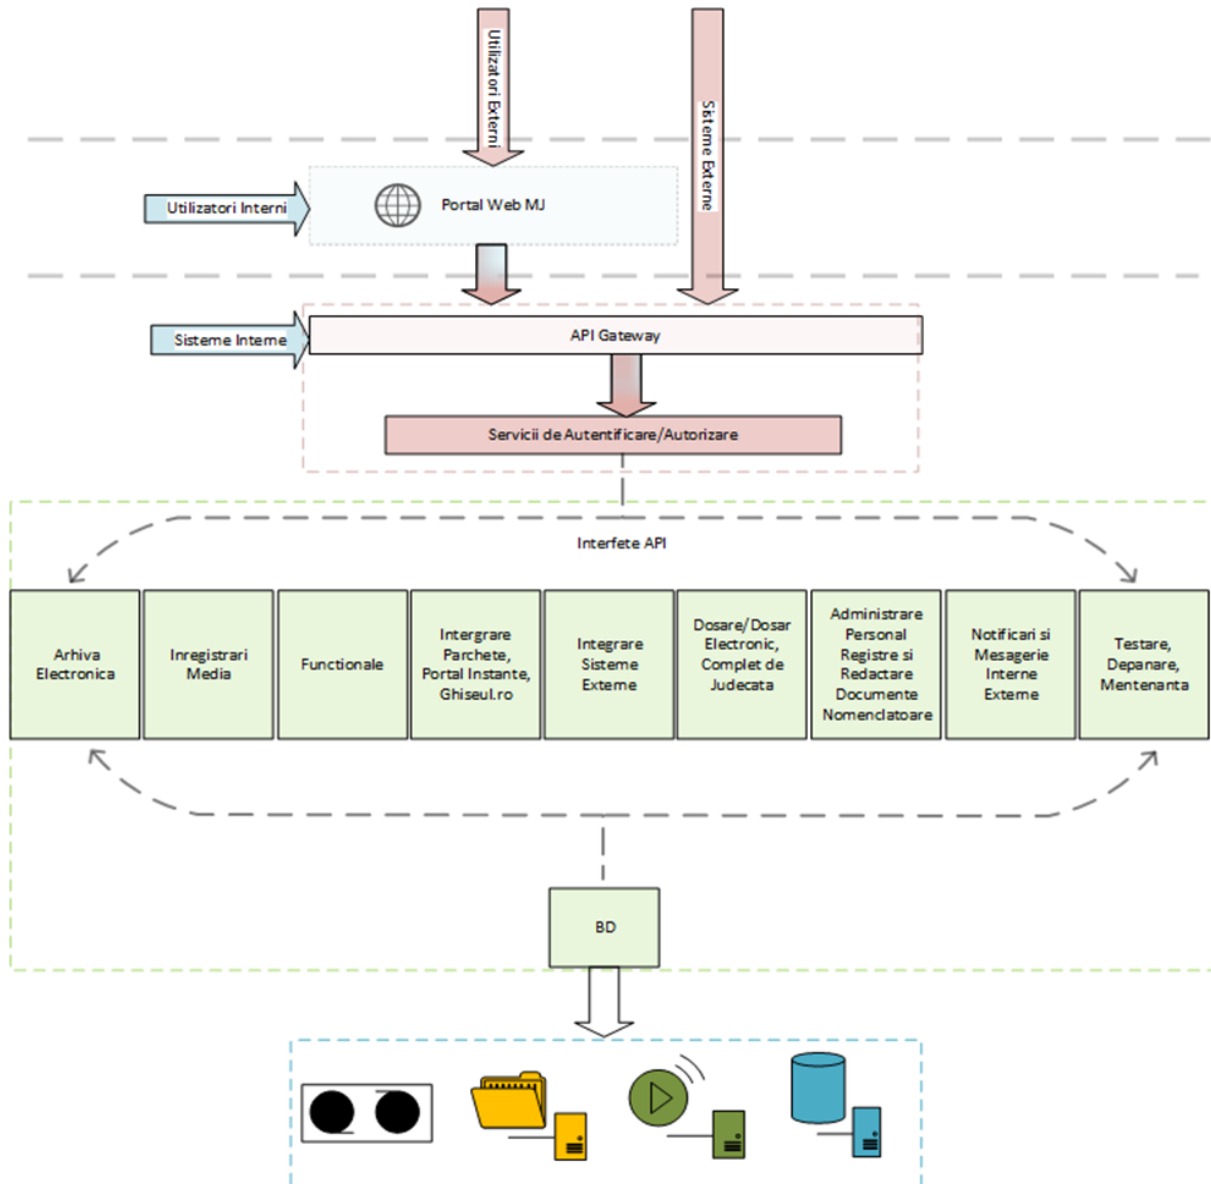 Utilizatori Externi
Sisteme Externe
Utilizatori Interni
Portal Web MJ
Sisteme Interne
API Gateway
Servicii de Autentificare/Autorizare
Interfete API
Arhiva
Electronica
Inregistrari
Media
Functionale
Intergrare
Parchete,
Portal Instante,
Ghiseul.ro
Integrare
Sisteme
Externe
Dosare/Dosar
Electronic,
Complet de
Judecata
Administrare
Personal
Registre si
Redactare
Documente
Nomenclatoare
Notificari si
Mesagerie
Interne
Externe
Testare,
Depanare,
Mentenanta
BD